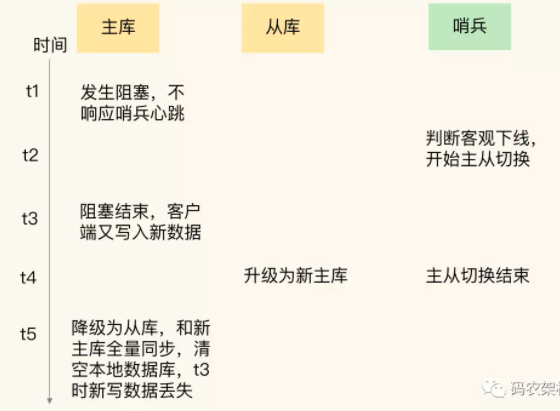 主库
从库
哨兵
时间
t1
发生阻塞，不
响应哨兵心跳
t2
判断客观下线，
开始主从切换
t3
阻塞结束，客户
端又写入新数据
t4
升级为新主库
主从切换结束
t5
降级为从库，和新
主库全量同步，清
空本地数据库，t3
时新写数据丢失
码农架